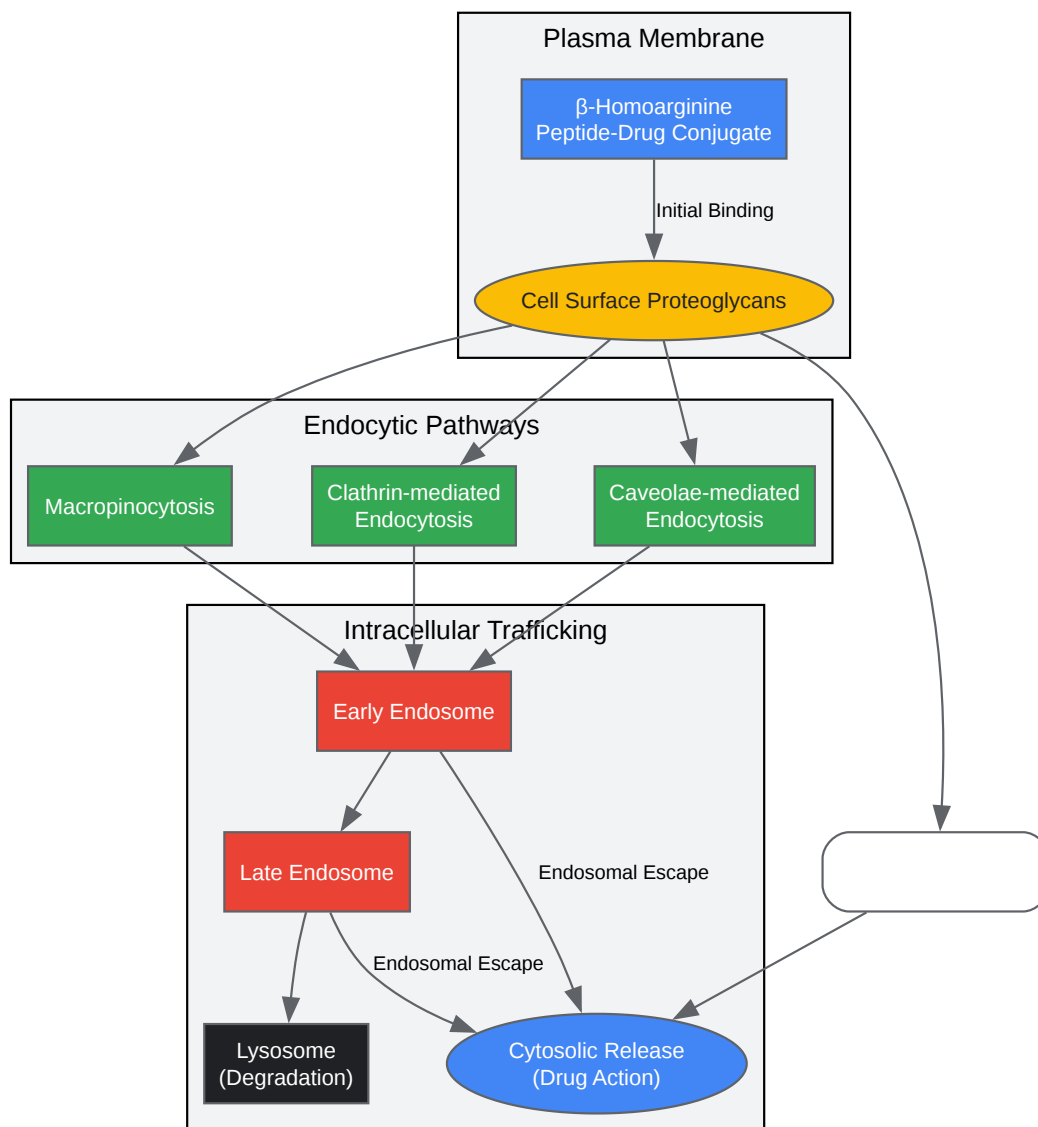 Plasma Membrane
β-Homoarginine
Peptide-Drug Conjugate
Initial Binding
Cell Surface Proteoglycans
Endocytic Pathways
Macropinocytosis
Clathrin-mediated
Endocytosis
Caveolae-mediated
Endocytosis
Intracellular Trafficking
Early Endosome
Late Endosome
Endosomal Escape
Endosomal Escape
Lysosome
(Degradation)
Cytosolic Release
(Drug Action)